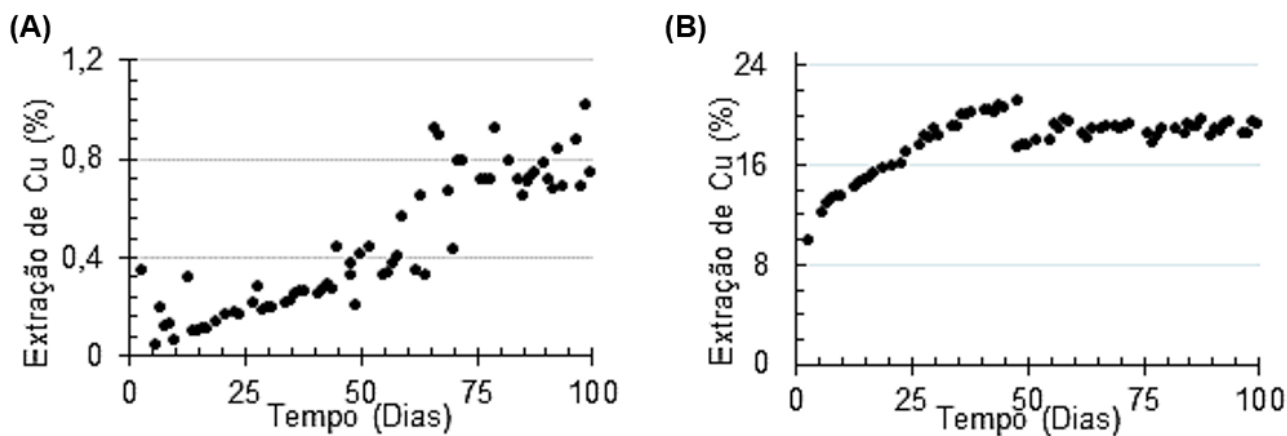 (A)
Extração de Cu (%)
1,2
0,8
0,4
0
0 25 50 75 100
Tempo (Dias)
(B)
Extração de Cu (%)
24
16
8
0
0 25 50 75 100
Tempo (Dias)